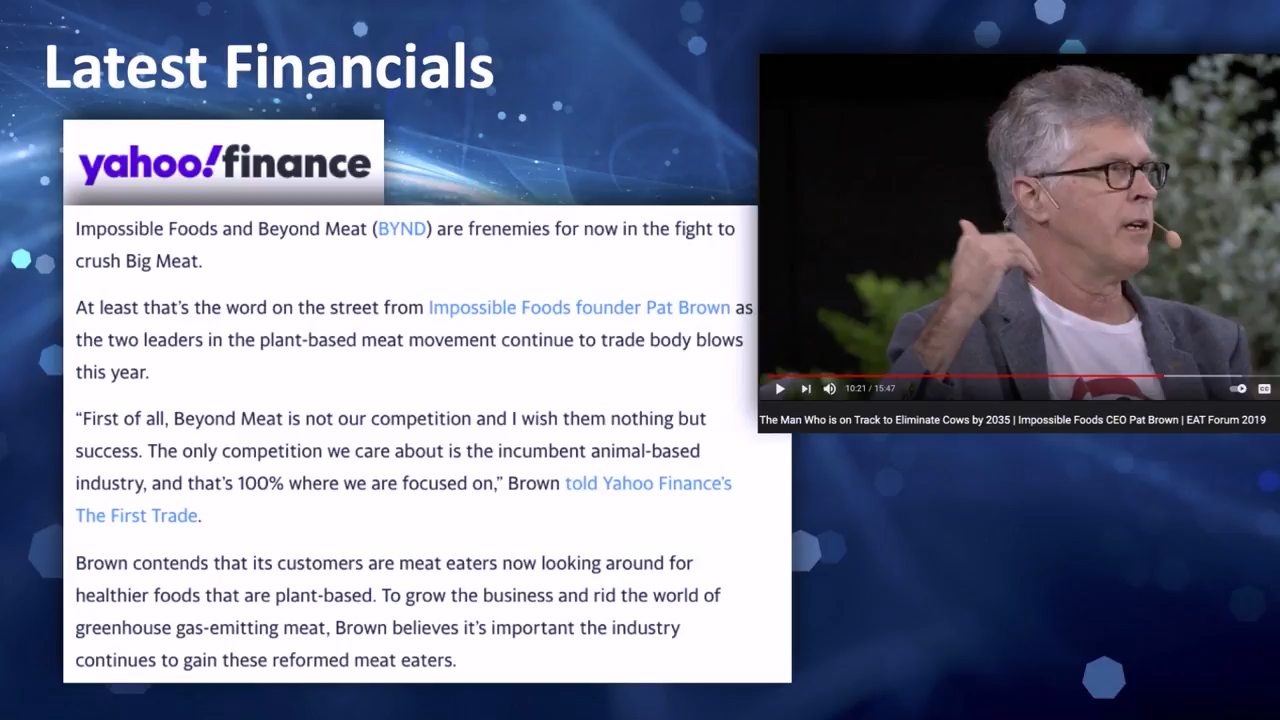 Latest Financials
yahoo!finance
Impossible Foods and Beyond Meat (BYND) are frenemies for now in the fight to
crush Big Meat.
At least that’s the word on the street from Impossible Foods founder Pat Brown as
the two leaders in the plant-based meat movement continue to trade body blows
this year.
“First of all, Beyond Meat is not our competition and I wish them nothing but
success. The only competition we care about is the incumbent animal-based
industry, and that’s 100% where we are focused on,” Brown told Yahoo Finance’s
The First Trade.
Brown contends that its customers are meat eaters now looking around for
healthier foods that are plant-based. To grow the business and rid the world of
greenhouse gas-emitting meat, Brown believes it’s important the industry
continues to gain these reformed meat eaters.
10:21 / 15:47
CC
The Man Who is on Track to Eliminate Cows by 2035 | Impossible Foods CEO Pat Brown | EAT Forum 2019